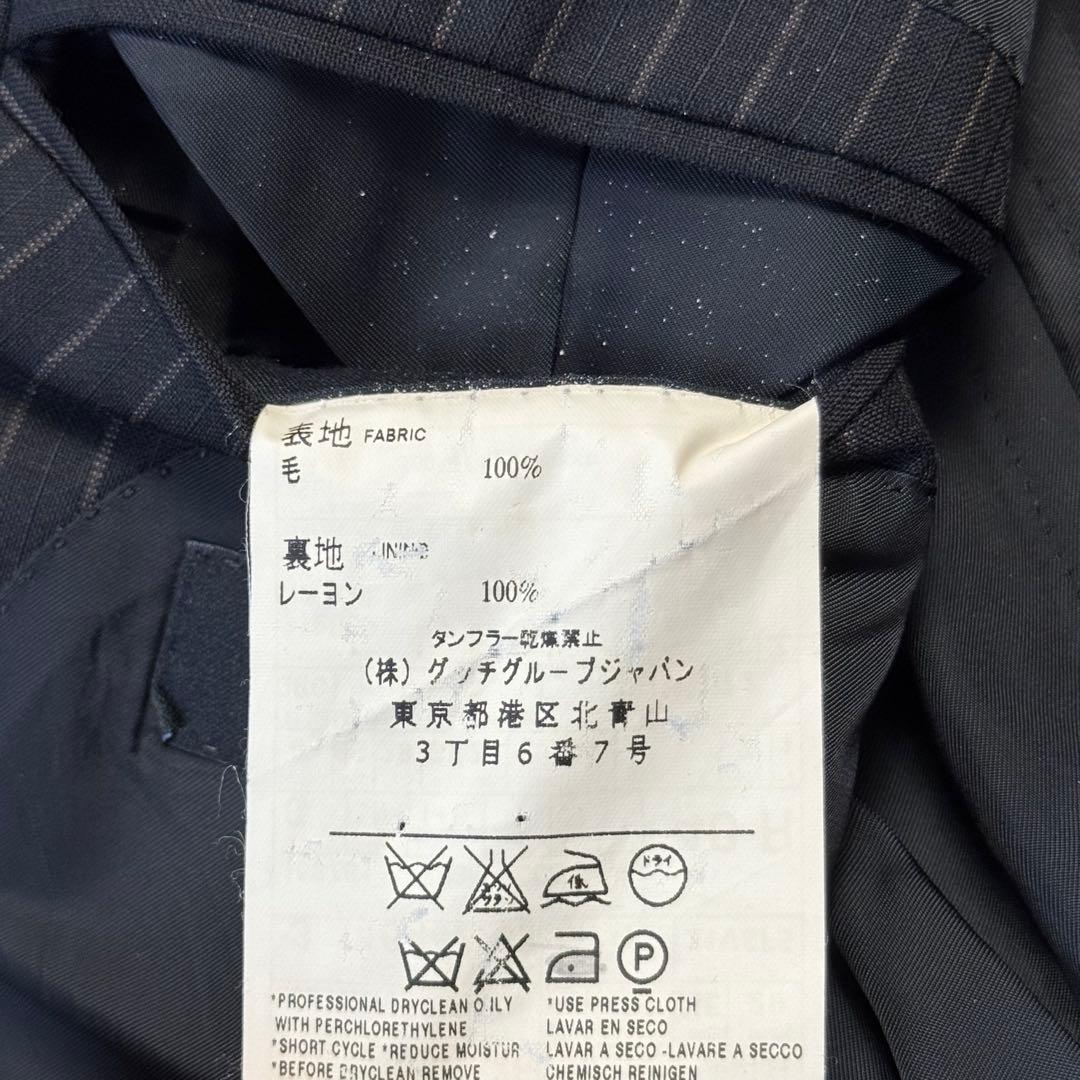 表地 FABRIC
毛 100%
裏地 LINING
レーヨン 100%
タンブラー乾燥禁止
(株)グッチグループジャパン
東京都港区北青山
3丁目6番7号
低 ドライ
P
*PROFESSIONAL DRYCLEAN ONLY
WITH PERCHLORETHYLENE
*SHORT CYCLE *REDUCE MOISTUR
*BEFORE DRYCLEAN REMOVE
*USE PRESS CLOTH
LAVAR EN SECO
LAVAR A SECO -LAVARE A SECCO
CHEMISCH REINIGEN